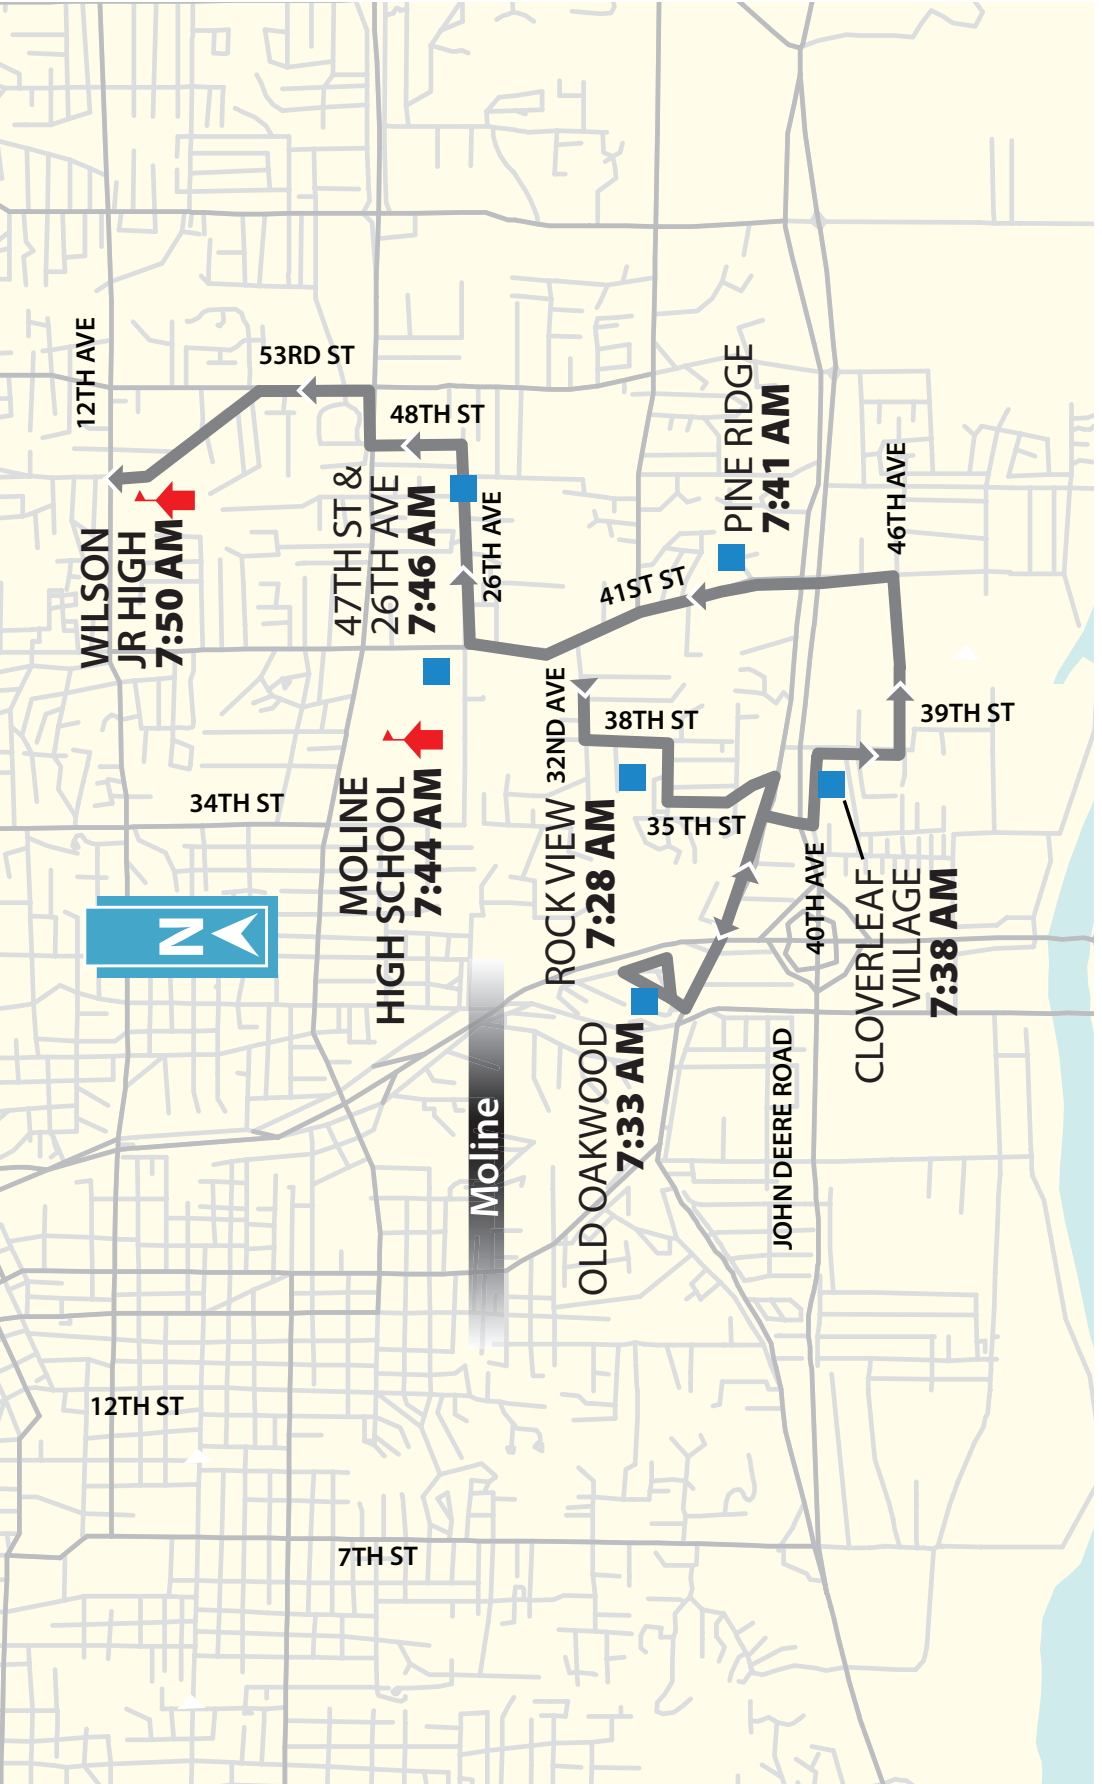 12TH AVE
53RD ST
48TH ST
WILSON
JR HIGH
7:50 AM
47TH ST &
26TH AVE
7:46 AM
26TH AVE
PINE RIDGE
7:41 AM
46TH AVE
41ST ST
32ND AVE
38TH ST
39TH ST
34TH ST
MOLINE
HIGH SCHOOL
7:44 AM
ROCK VIEW
7:28 AM
35TH ST
40TH AVE
CLOVERLEAF
VILLAGE
7:38 AM
N
Moline
OLD OAKWOOD
7:33 AM
JOHN DEERE ROAD
12TH ST
7TH ST